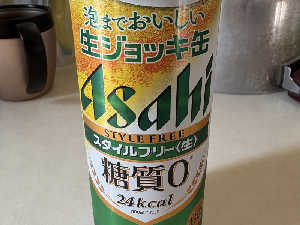 泡までおいしい
生ジョッキ缶
Asahi
STYLE FREE
スタイルフリー〈生〉
糖質0
24kcal